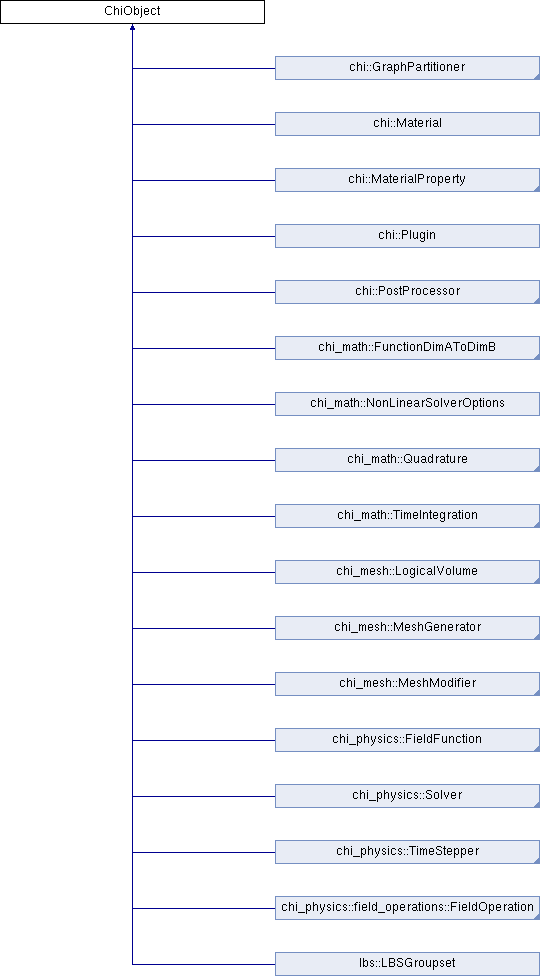 ChiObject
chi::GraphPartitioner
chi::Material
chi::MaterialProperty
chi::Plugin
chi::PostProcessor
chi_math::FunctionDimAToDimB
chi_math::NonLinearSolverOptions
chi_math::Quadrature
chi_math::TimeIntegration
chi_mesh::LogicalVolume
chi_mesh::MeshGenerator
chi_mesh::MeshModifier
chi_physics::FieldFunction
chi_physics::Solver
chi_physics::TimeStepper
chi_physics::field_operations::FieldOperation
lbs::LBSGroupset